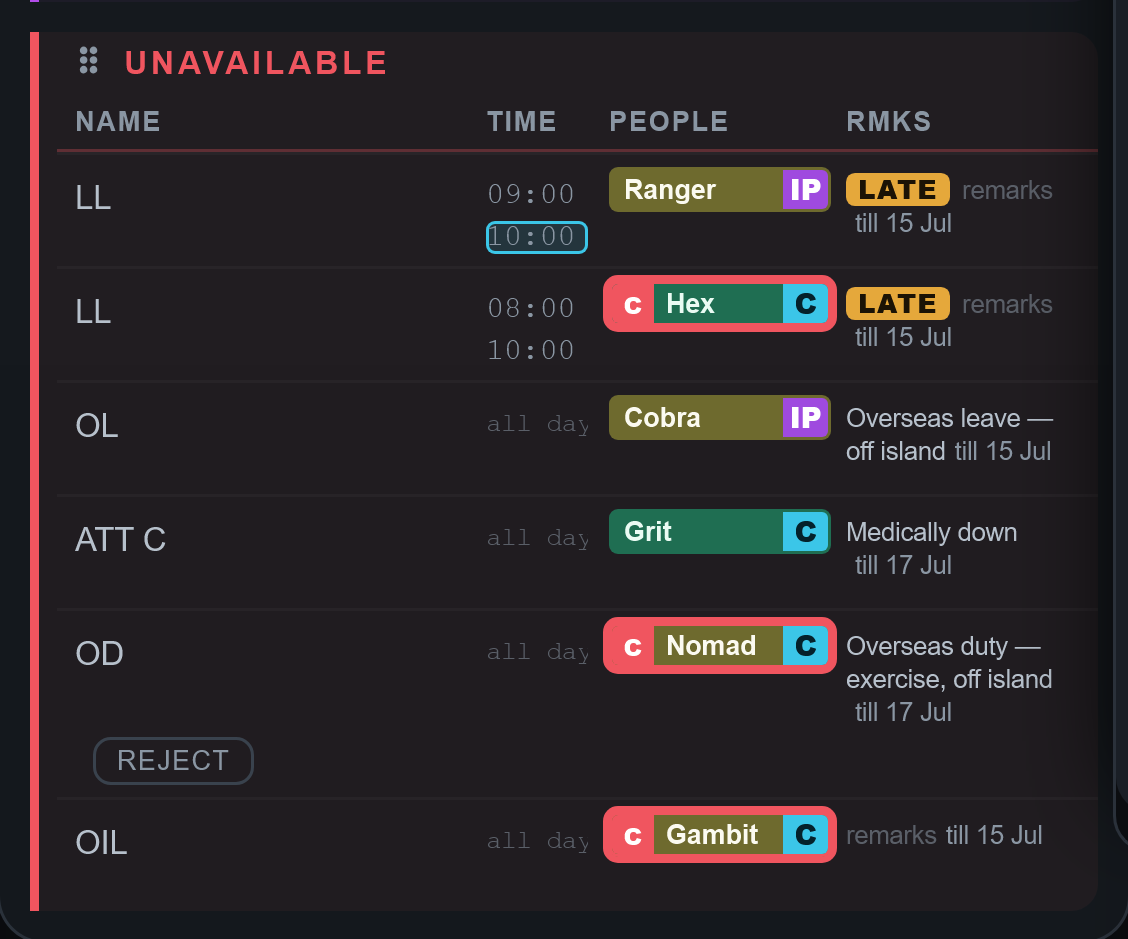 UNAVAILABLE
NAME TIME PEOPLE RMKS
LL 09:00 Ranger IP LATE remarks
10:00 till 15 Jul
LL 08:00 c Hex C LATE remarks
10:00 till 15 Jul
OL all day Cobra IP Overseas leave —
off island till 15 Jul
ATT C all day Grit C Medically down
till 17 Jul
OD all day c Nomad C Overseas duty —
exercise, off island
till 17 Jul
REJECT
OIL all day c Gambit C remarks till 15 Jul